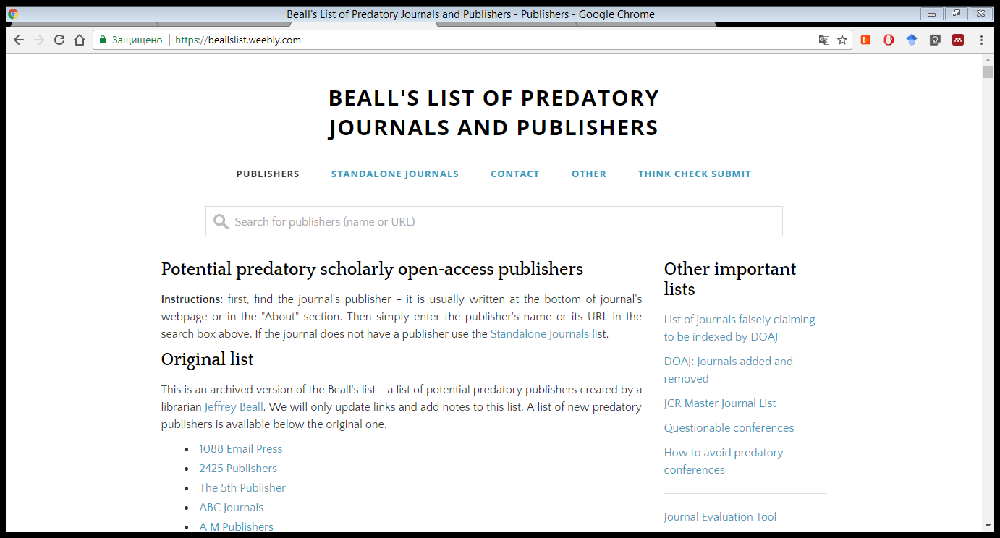 Beall's List of Predatory Journals and Publishers - Publishers - Google Chrome
Защищено
https://beallslist.weebly.com
BEALL'S LIST OF PREDATORY
JOURNALS AND PUBLISHERS
PUBLISHERS
STANDALONE JOURNALS
CONTACT
OTHER
THINK CHECK SUBMIT
Search for publishers (name or URL)
Potential predatory scholarly open-access publishers
Instructions: first, find the journal's publisher - it is usually written at the bottom of journal's
webpage or in the "About" section. Then simply enter the publisher's name or its URL in the
search box above. If the journal does not have a publisher use the Standalone Journals list.
Original list
This is an archived version of the Beall's list - a list of potential predatory publishers created by a
librarian Jeffrey Beall. We will only update links and add notes to this list. A list of new predatory
publishers is available below the original one.
• 1088 Email Press
• 2425 Publishers
• The 5th Publisher
• ABC Journals
• A M Publishers
Other important
lists
List of journals falsely claiming
to be indexed by DOAJ
DOAJ: Journals added and
removed
JCR Master Journal List
Questionable conferences
How to avoid predatory
conferences
Journal Evaluation Tool